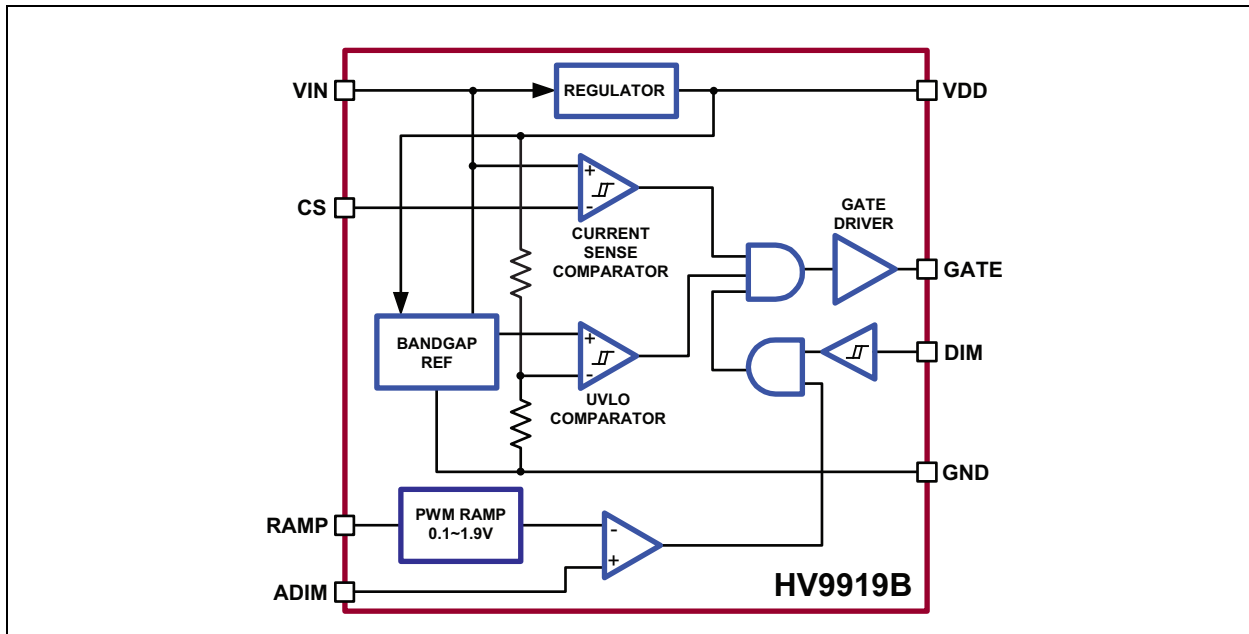 VIN
REGULATOR
VDD
+
-
CS
CURRENT
SENSE
COMPARATOR
GATE
DRIVER
GATE
BANDGAP
REF
+
-
UVLO
COMPARATOR
DIM
GND
RAMP
PWM RAMP
0.1~1.9V
-
+
ADIM
HV9919B